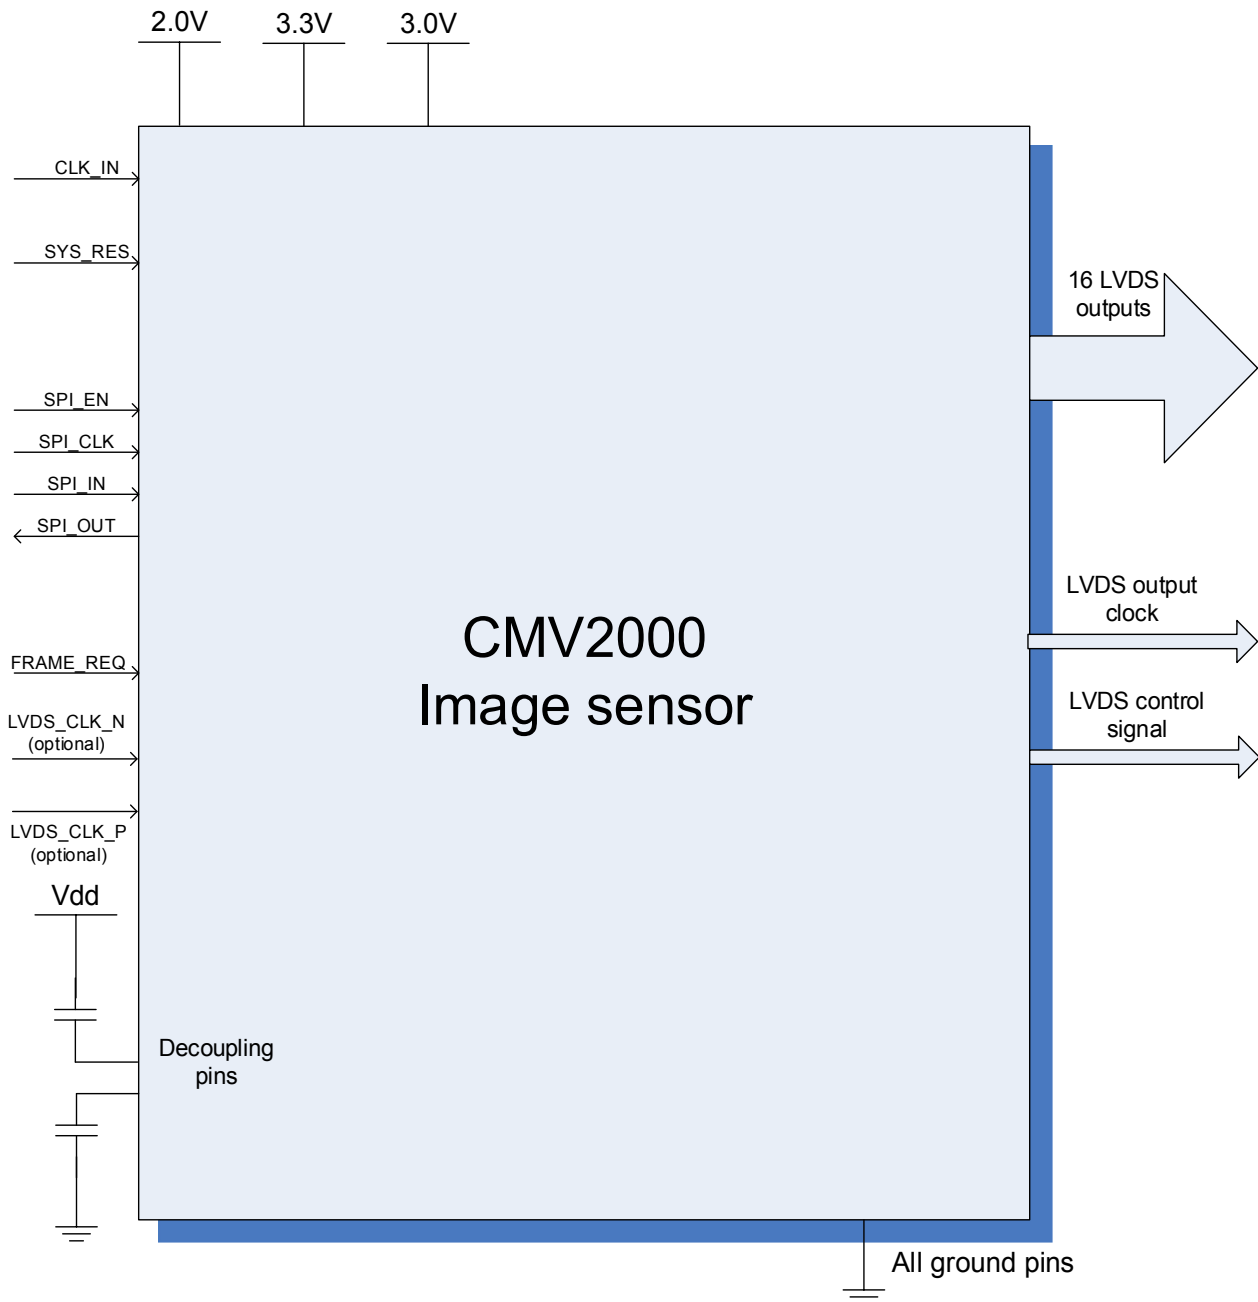 2.0V
3.3V
3.0V
CLK_IN
SYS_RES
16 LVDS
outputs
SPI_EN
SPI_CLK
SPI_IN
SPI_OUT
LVDS output
clock
CMV2000
Image sensor
FRAME_REQ
LVDS_CLK_N
(optional)
LVDS control
signal
LVDS_CLK_P
(optional)
Vdd
Decoupling
pins
All ground pins